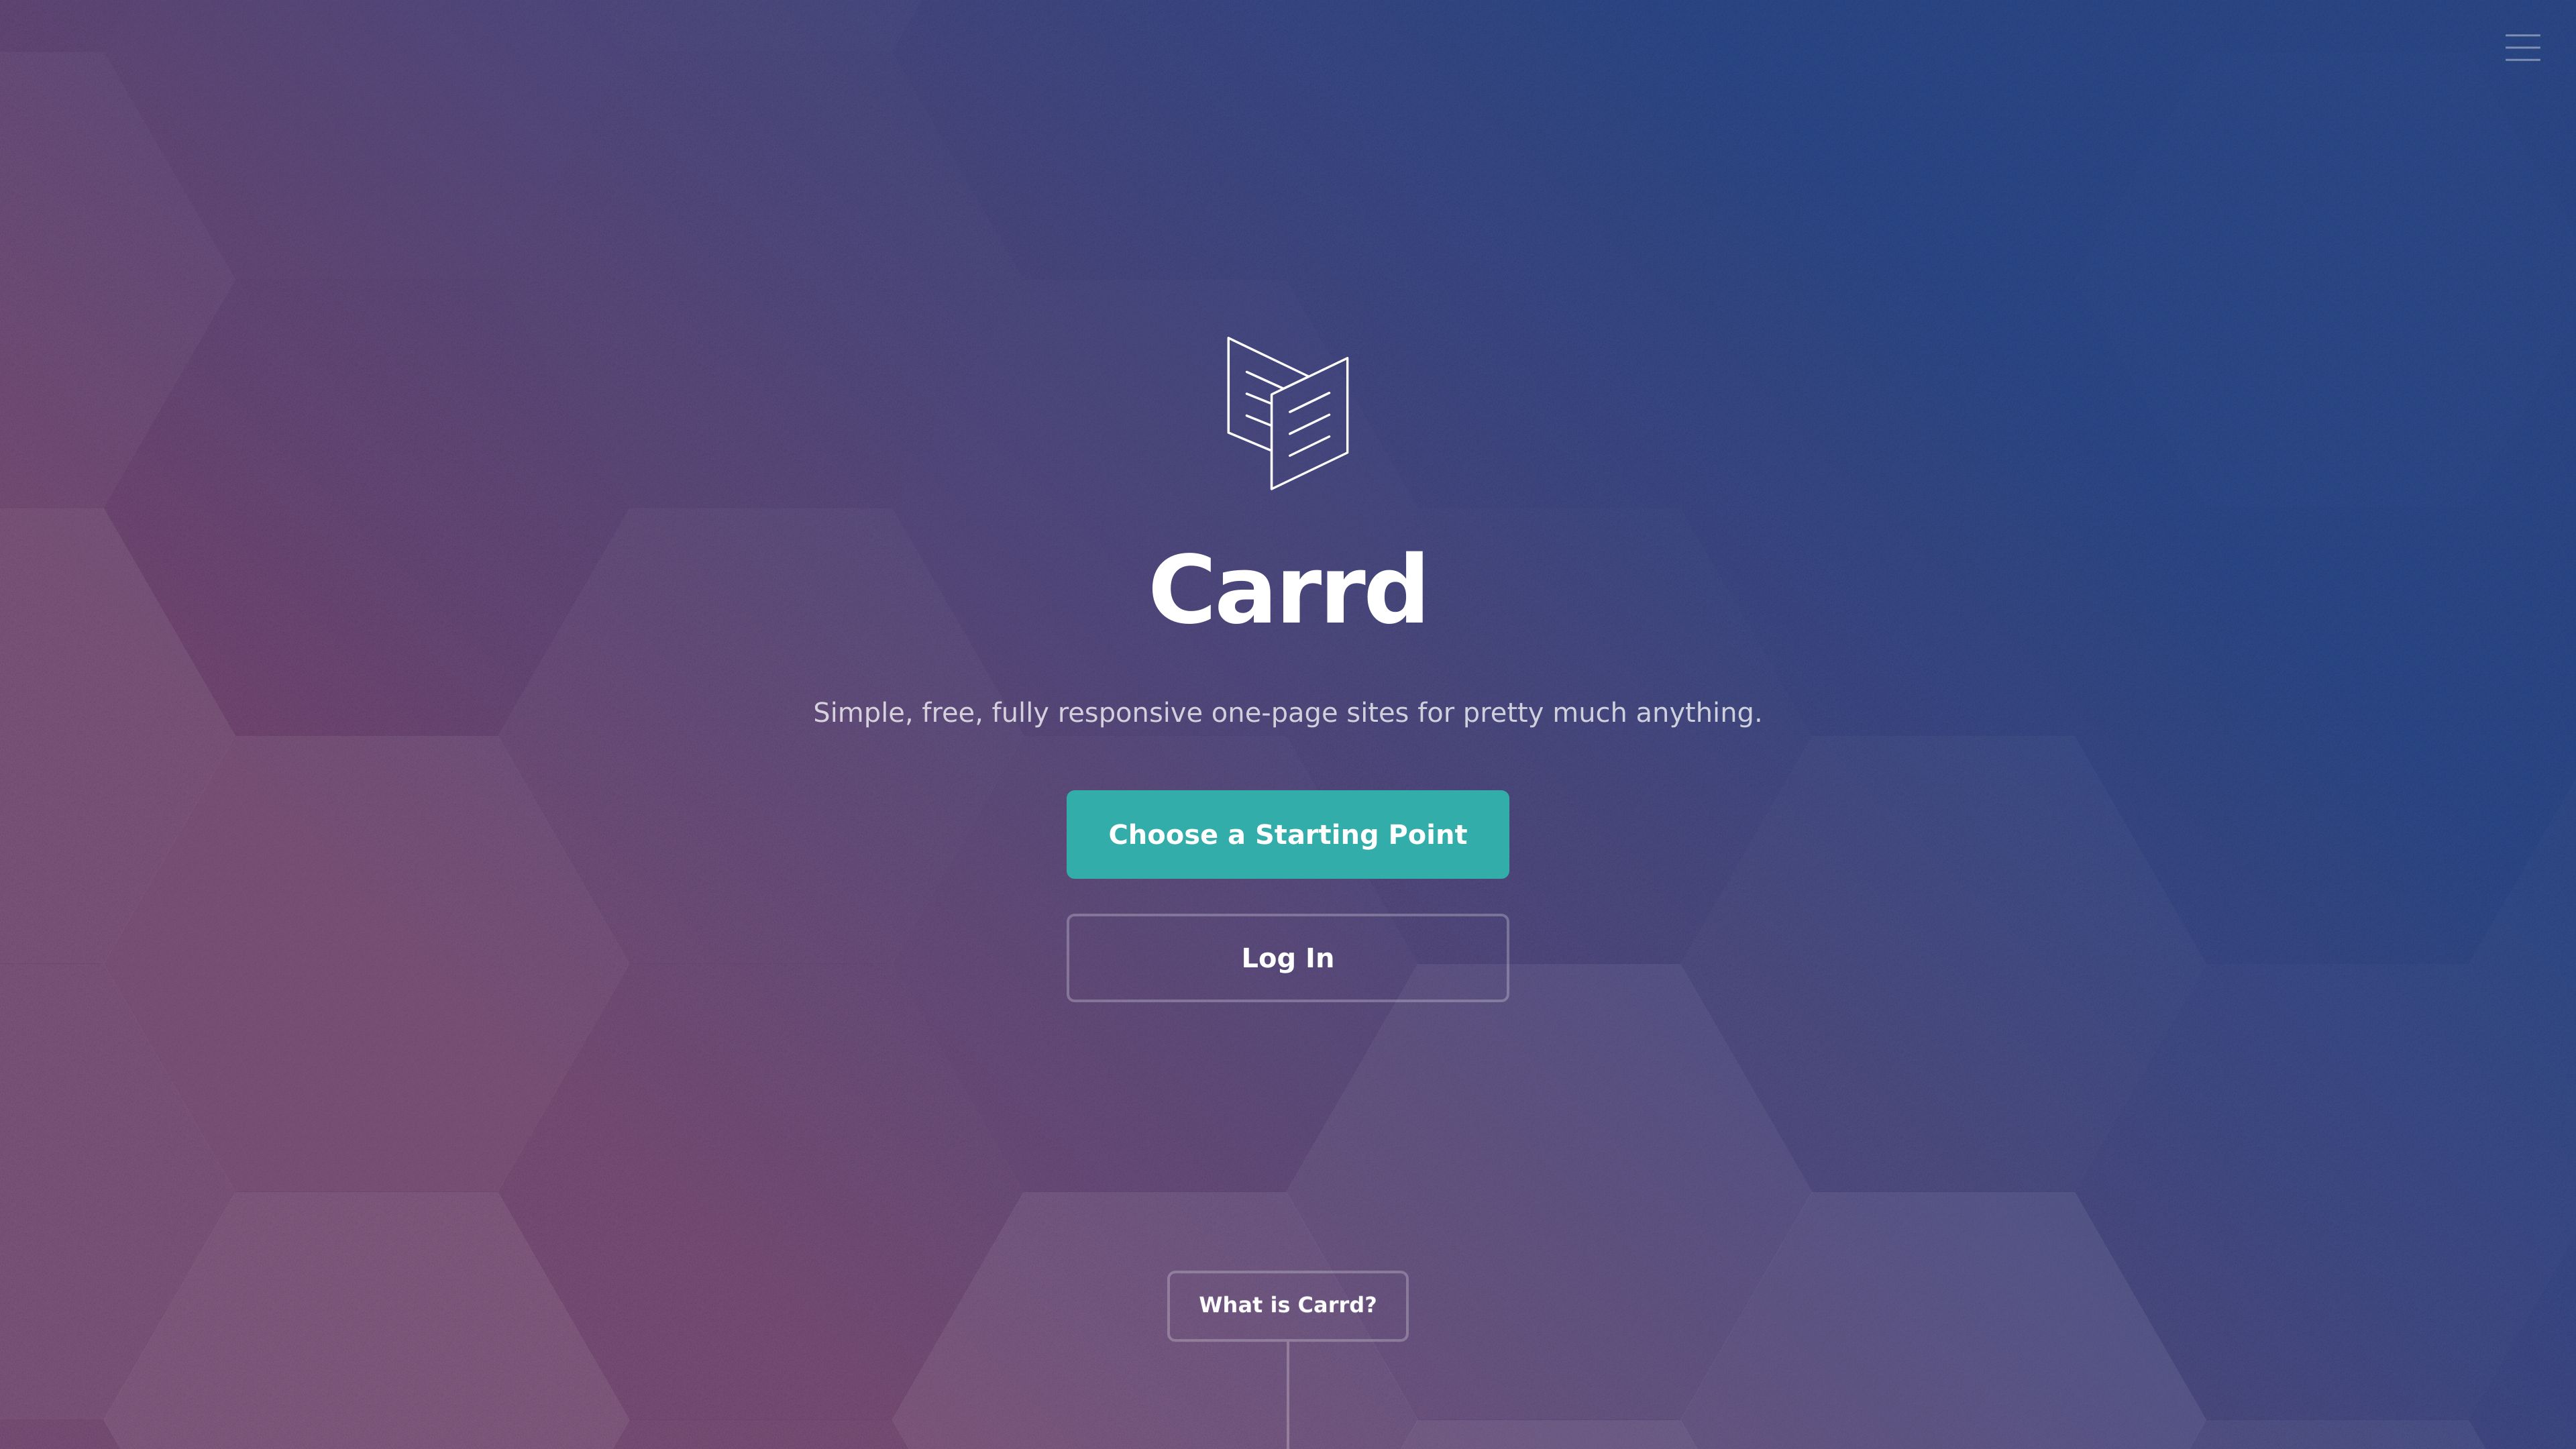 Carrd
Simple, free, fully responsive one-page sites for pretty much anything.
Choose a Starting Point
Log In
What is Carrd?